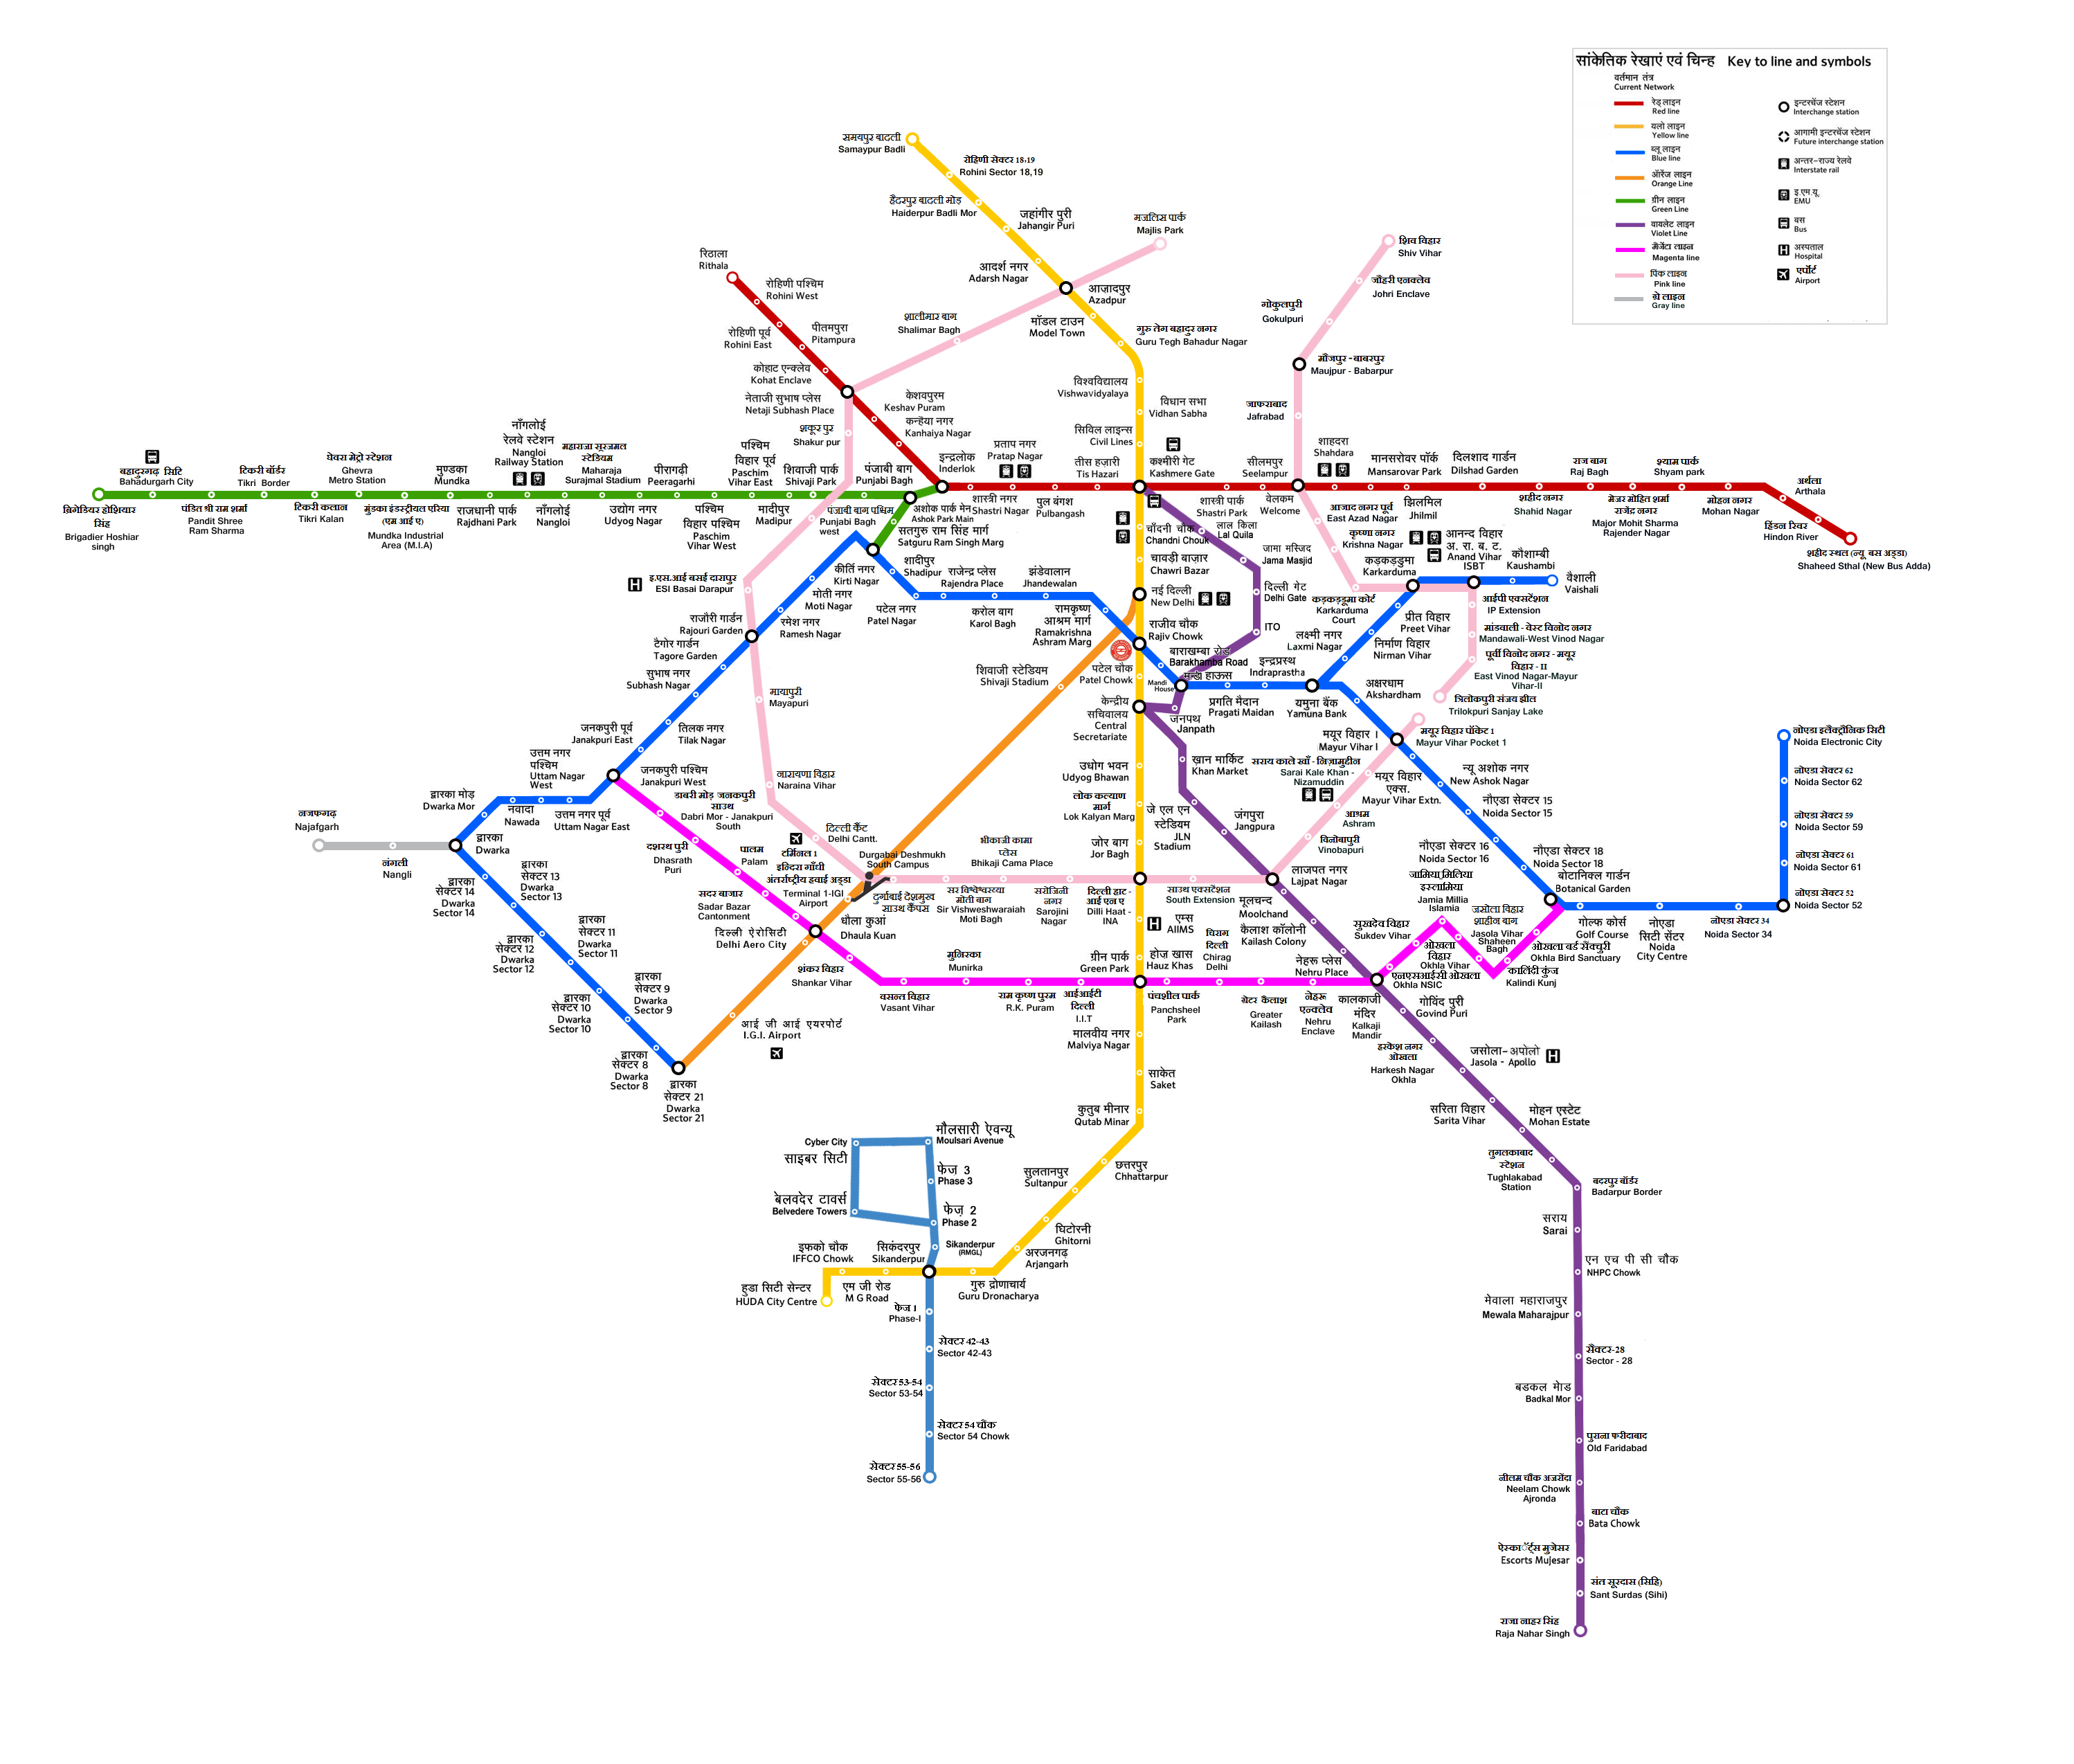 सांकेतिक रेखाएं एवं चिन्ह Key to line and symbols
वर्तमान तंत्र
Current Network
रेड् लाइन
Red line
यलो लाइन
Yellow line
ब्लू लाइन
Blue line
ऑरेंज लाइन
Orange Line
ग्रीन लाइन
Green Line
वायलेट लाइन
Violet Line
मैजेंटा लाइन
Magenta line
पिंक लाइन
Pink line
ग्रे लाइन
Gray line
इन्टरचेंज स्टेशन
Interchange station
आगामी इन्टरचेंज स्टेशन
Future interchange station
अन्तर-राज्य रेलवे
Interstate rail
इ.एम.यू.
EMU
बस
Bus
अस्पताल
Hospital
एर्पोर्ट
Airport
समयपुर बादली
Samaypur Badli
रोहिणी सेक्टर 18,19
Rohini Sector 18,19
हैदरपुर बादली मोड़
Haiderpur Badli Mor
जहांगीर पुरी
Jahangir Puri
आदर्श नगर
Adarsh Nagar
आज़ादपुर
Azadpur
मॉडल टाउन
Model Town
गुरु तेग बहादुर नगर
Guru Tegh Bahadur Nagar
विश्वविद्यालय
Vishwavidyalaya
विधान सभा
Vidhan Sabha
सिविल लाइन्स
Civil Lines
कश्मीरी गेट
Kashmere Gate
मजलिस पार्क
Majlis Park
शालीमार बाग
Shalimar Bagh
शिव विहार
Shiv Vihar
जौहरी एनक्लेव
Johri Enclave
गोकुलपुरी
Gokulpuri
मौजपुर - बाबरपुर
Maujpur - Babarpur
जाफराबाद
Jafrabad
रिठाला
Rithala
रोहिणी पश्चिम
Rohini West
रोहिणी पूर्व
Rohini East
पीतमपुरा
Pitampura
कोहाट एन्क्लेव
Kohat Enclave
नेताजी सुभाष प्लेस
Netaji Subhash Place
केशवपुरम
Keshav Puram
कन्हैया नगर
Kanhaiya Nagar
शकूर पुर
Shakur pur
इन्द्रलोक
Inderlok
शास्त्री नगर
Shastri Nagar
प्रताप नगर
Pratap Nagar
पुल बंगश
Pulbangash
तीस हज़ारी
Tis Hazari
शास्त्री पार्क
Shastri Park
सीलमपुर
Seelampur
वेलकम
Welcome
शाहदरा
Shahdara
मानसरोवर पॉर्क
Mansarovar Park
झिलमिल
Jhilmil
दिलशाद गार्डन
Dilshad Garden
शहीद नगर
Shahid Nagar
राज बाग
Raj Bagh
मेजर मोहित शर्मा
राजेंद्र नगर
Major Mohit Sharma
Rajender Nagar
श्याम पार्क
Shyam park
मोहन नगर
Mohan Nagar
अर्थला
Arthala
हिंडन रिवर
Hindon River
शहीद स्थल (न्यू बस अड्डा)
Shaheed Sthal (New Bus Adda)
ब्रिगेडियर होशियार
सिंह
Brigadier Hoshiar
singh
बहादुरगढ़ सिटि
Bahadurgarh City
पंडित श्री राम शर्मा
Pandit Shree
Ram Sharma
टिकरी बॉर्डर
Tikri Border
टिकरी कलान
Tikri Kalan
घेवरा मेट्रो स्टेशन
Ghevra
Metro Station
मुंडका इंडस्ट्रीयल एरिया
(एम आई ए)
Mundka Industrial
Area (M.I.A)
मुण्डका
Mundka
राजधानी पार्क
Rajdhani Park
नाँगलोई
रेलवे स्टेशन
Nangloi
Railway Station
नाँगलोई
Nangloi
महाराजा सूरजमल
स्टेडियम
Maharaja
Surajmal Stadium
उद्योग नगर
Udyog Nagar
पीरागढ़ी
Peeragarhi
पश्चिम
विहार पश्चिम
Paschim
Vihar West
पश्चिम
विहार पूर्व
Paschim
Vihar East
मादीपुर
Madipur
शिवाजी पार्क
Shivaji Park
पंजाबी बाग पश्चिम
Punjabi Bagh
west
पंजाबी बाग
Punjabi Bagh
अशोक पार्क मेन
Ashok Park Main
सतगुरु राम सिंह मार्ग
Satguru Ram Singh Marg
कीर्ति नगर
Kirti Nagar
शादीपुर
Shadipur
पटेल नगर
Patel Nagar
राजेन्द्र प्लेस
Rajendra Place
करोल बाग
Karol Bagh
झंडेवालान
Jhandewalan
रामकृष्ण
आश्रम मार्ग
Ramakrishna
Ashram Marg
राजीव चौक
Rajiv Chowk
बाराखम्बा रोड
Barakhamba Road
मन्डी हाऊस
Mandi
House
प्रगति मैदान
Pragati Maidan
इन्द्रप्रस्थ
Indraprastha
यमुना बैंक
Yamuna Bank
लक्ष्मी नगर
Laxmi Nagar
निर्माण विहार
Nirman Vihar
प्रीत विहार
Preet Vihar
कड़कड़डुमा
Karkarduma
आनन्द विहार
अ. रा. ब. ट.
Anand Vihar
ISBT
कौशाम्बी
Kaushambi
वैशाली
Vaishali
आजाद नगर पूर्व
East Azad Nagar
कृष्णा नगर
Krishna Nagar
कड़कड़डूमा कोर्ट
Karkarduma
Court
आईपी एक्सटेंशन
IP Extension
मांडवाली - वेस्ट विनोद नगर
Mandawali-West Vinod Nagar
पूर्वी विनोद नगर - मयूर
विहार - II
East Vinod Nagar-Mayur
Vihar-II
त्रिलोकपुरी संजय झील
Trilokpuri Sanjay Lake
चाँदनी चौक
Chandni Chouk
चावड़ी बाज़ार
Chawri Bazar
नई दिल्ली
New Delhi
लाल किला
Lal Quila
जामा मस्जिद
Jama Masjid
दिल्ली गेट
Delhi Gate
ITO
पटेल चौक
Patel Chowk
केन्द्रीय
सचिवालय
Central
Secretariate
जनपथ
Janpath
शिवाजी स्टेडियम
Shivaji Stadium
इ.एस.आई बसई दारापुर
ESI Basai Darapur
मोती नगर
Moti Nagar
रमेश नगर
Ramesh Nagar
राजौरी गार्डन
Rajouri Garden
टैगोर गार्डन
Tagore Garden
सुभाष नगर
Subhash Nagar
तिलक नगर
Tilak Nagar
जनकपुरी पूर्व
Janakpuri East
जनकपुरी पश्चिम
Janakpuri West
उत्तम नगर
पश्चिम
Uttam Nagar
West
उत्तम नगर पूर्व
Uttam Nagar East
नवादा
Nawada
द्वारका मोड़
Dwarka Mor
द्वारका
Dwarka
नजफगढ़
Najafgarh
नंगली
Nangli
द्वारका
सेक्टर 14
Dwarka
Sector 14
द्वारका
सेक्टर 13
Dwarka
Sector 13
द्वारका
सेक्टर 12
Dwarka
Sector 12
द्वारका
सेक्टर 11
Dwarka
Sector 11
द्वारका
सेक्टर 10
Dwarka
Sector 10
द्वारका
सेक्टर 9
Dwarka
Sector 9
द्वारका
सेक्टर 8
Dwarka
Sector 8
द्वारका
सेक्टर 21
Dwarka
Sector 21
आई जी आई एयरपोर्ट
I.G.I. Airport
दिल्ली ऐरोसिटी
Delhi Aero City
धौला कुआं
Dhaula Kuan
मायापुरी
Mayapuri
नारायणा विहार
Naraina Vihar
दिल्ली कैंट
Delhi Cantt.
डाबरी मोड़ जनकपुरी
साउथ
Dabri Mor - Janakpuri
South
दशरथ पुरी
Dhasrath
Puri
पालम
Palam
सदर बाजार
Sadar Bazar
Cantonment
टर्मिनल 1
इन्दिरा गाँधी
अंतर्राष्ट्रीय हवाई अड्डा
Terminal 1-IGI
Airport
शंकर विहार
Shankar Vihar
वसन्त विहार
Vasant Vihar
मुनिरका
Munirka
राम कृष्ण पुरम
R.K. Puram
आईआईटी
दिल्ली
I.I.T
Durgabai Deshmukh
South Campus
दुर्गाबाई देशमुख
साउथ कैंपस
सर विश्वेश्वरय्या
मोती बाग
Sir Vishweshwaraiah
Moti Bagh
भीकाजी कामा
प्लेस
Bhikaji Cama Place
सरोजिनी
नगर
Sarojini
Nagar
दिल्ली हाट -
आई एन ए
Dilli Haat -
INA
साउथ एक्सटेंशन
South Extension
उधोग भवन
Udyog Bhawan
लोक कल्याण
मार्ग
Lok Kalyan Marg
जोर बाग
Jor Bagh
एम्स
AIIMS
ग्रीन पार्क
Green Park
हौज़ खास
Hauz Khas
मालवीय नगर
Malviya Nagar
साकेत
Saket
कुतुब मीनार
Qutab Minar
छत्तरपुर
Chhattarpur
सुलतानपुर
Sultanpur
घिटोरनी
Ghitorni
अरजनगढ़
Arjangarh
गुरु द्रोणाचार्य
Guru Dronacharya
सिकंदरपुर
Sikanderpur
एम जी रोड
M G Road
इफको चौक
IFFCO Chowk
हुडा सिटी सेन्टर
HUDA City Centre
Sikanderpur
(RMGL)
फेज़ 2
Phase 2
फेज 3
Phase 3
मौलसारी ऐवन्यू
Moulsari Avenue
Cyber City
साइबर सिटी
बेलवदेर टावर्स
Belvedere Towers
फेज 1
Phase-I
सेक्टर 42-43
Sector 42-43
सेक्टर 53-54
Sector 53-54
सेक्टर 54 चौक
Sector 54 Chowk
सेक्टर 55-56
Sector 55-56
ख़ान मार्किट
Khan Market
जे एल एन
स्टेडियम
JLN
Stadium
जंगपुरा
Jangpura
लाजपत नगर
Lajpat Nagar
मूलचन्द
Moolchand
कैलाश कॉलोनी
Kailash Colony
नेहरू प्लेस
Nehru Place
चिराग
दिल्ली
Chirag
Delhi
पंचशील पार्क
Panchsheel
Park
ग्रेटर कैलाश
Greater
Kailash
नेहरू
एन्क्लेव
Nehru
Enclave
कालकाजी
मंदिर
Kalkaji
Mandir
गोविंद पुरी
Govind Puri
हरकेश नगर
ओखला
Harkesh Nagar
Okhla
जसोला-अपोलो
Jasola - Apollo
सरिता विहार
Sarita Vihar
मोहन एस्टेट
Mohan Estate
तुगलकाबाद
स्टेशन
Tughlakabad
Station
बदरपुर बॉर्डर
Badarpur Border
सराय
Sarai
एन एच पी सी चौक
NHPC Chowk
मेवाला महाराजपुर
Mewala Maharajpur
सैक्टर-28
Sector - 28
बडकल मोड
Badkal Mor
पुराना फरीदाबाद
Old Faridabad
नीलम चौक अजरोंदा
Neelam Chowk
Ajronda
बाटा चौक
Bata Chowk
ऐस्कार्ट्स मुजेसर
Escorts Mujesar
संत सूरदास (सिहि)
Sant Surdas (Sihi)
राजा नाहर सिंह
Raja Nahar Singh
अक्षरधाम
Akshardham
मयूर विहार ।
Mayur Vihar I
मयूर विहार पॉकेट 1
Mayur Vihar Pocket 1
सराय काले खाँ - निज़ामुद्दीन
Sarai Kale Khan -
Nizamuddin
आश्रम
Ashram
विनोबापुरी
Vinobapuri
मयूर विहार
एक्स.
Mayur Vihar Extn.
न्यू अशोक नगर
New Ashok Nagar
नौएडा सेक्टर 15
Noida Sector 15
नौएडा सेक्टर 16
Noida Sector 16
नौएडा सेक्टर 18
Noida Sector 18
बोटानिकल गार्डन
Botanical Garden
गोल्फ कोर्स
Golf Course
नोएडा
सिटी सेंटर
Noida
City Centre
नोएडा सेक्टर 34
Noida Sector 34
नोएडा सेक्टर 52
Noida Sector 52
नोएडा सेक्टर 61
Noida Sector 61
नोएडा सेक्टर 59
Noida Sector 59
नोएडा सेक्टर 62
Noida Sector 62
नोएडा इलैक्ट्रौनिक सिटी
Noida Electronic City
जामिया मिलिया
इस्लामिया
Jamia Millia
Islamia
सुखदेव विहार
Sukdev Vihar
ओखला
विहार
Okhla Vihar
एनएसआईसी ओखला
Okhla NSIC
जसोला विहार
शाहीन बाग
Jasola Vihar
Shaheen
Bagh
कालिंदी कुंज
Kalindi Kunj
ओखला बर्ड सैंक्चुरी
Okhla Bird Sanctuary